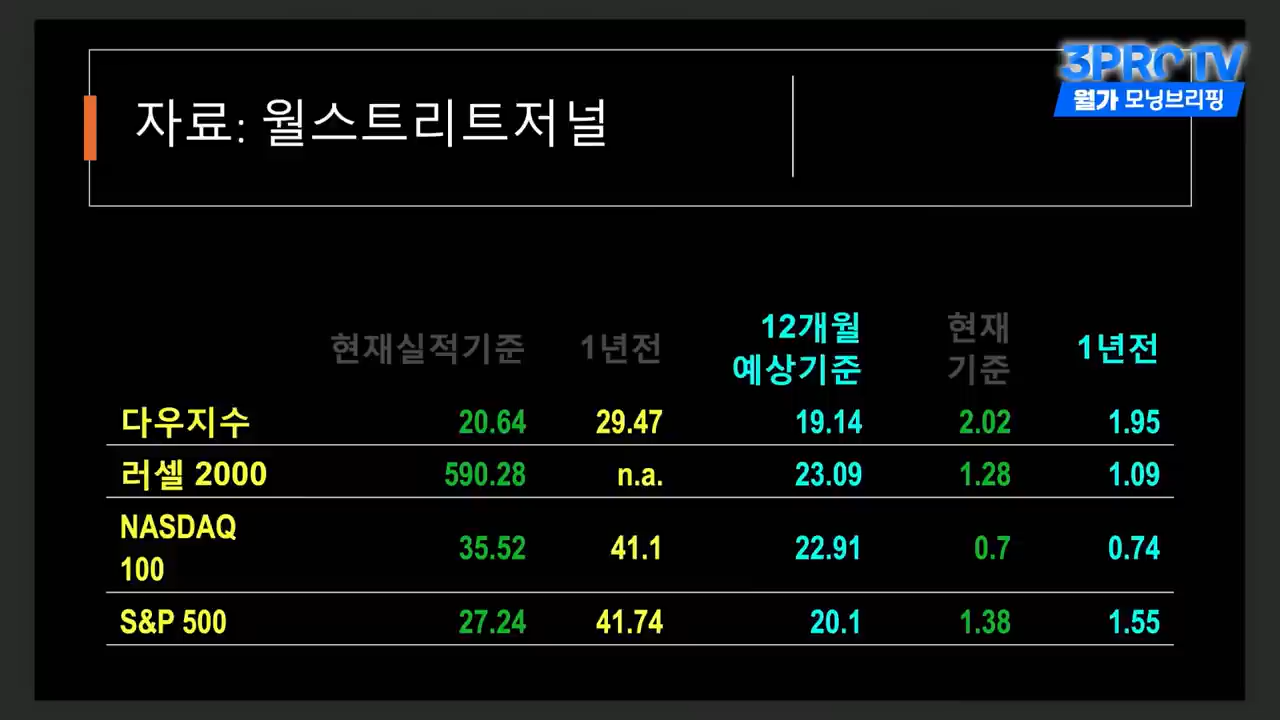 3PRO TV
월가 모닝브리핑
자료: 월스트리트저널
현재실적기준 1년전 12개월 예상기준 현재 기준 1년전
다우지수 20.64 29.47 19.14 2.02 1.95
러셀 2000 590.28 n.a. 23.09 1.28 1.09
NASDAQ 100 35.52 41.1 22.91 0.7 0.74
S&P 500 27.24 41.74 20.1 1.38 1.55